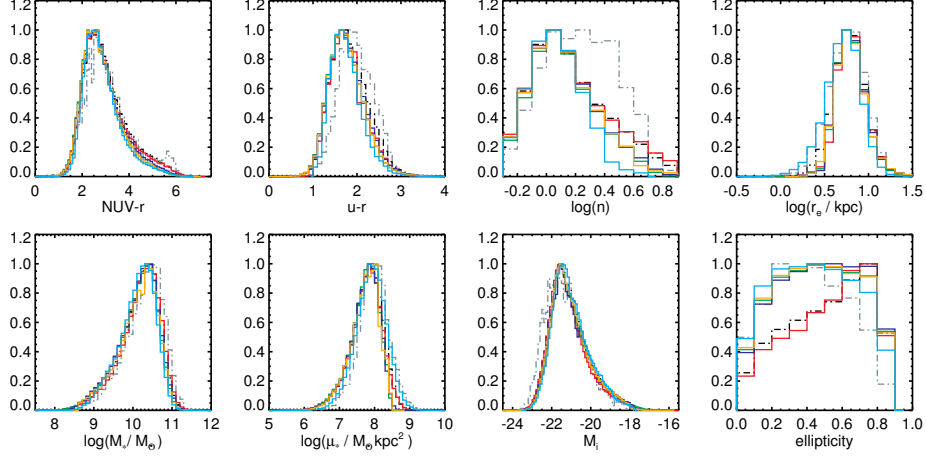 1.2 1.2 1.2 1.2
1.0 1.0 1.0 1.0
0.8 0.8 0.8 0.8
0.6 0.6 0.6 0.6
0.4 0.4 0.4 0.4
0.2 0.2 0.2 0.2
0.0 0.0 0.0 0.0
0 2 4 6 0 1 2 3 4 -0.2 0.0 0.2 0.4 0.6 0.8 -0.5 0.0 0.5 1.0 1.5
NUV-r u-r log(n) log(r_e / kpc)
1.2 1.2 1.2 1.2
1.0 1.0 1.0 1.0
0.8 0.8 0.8 0.8
0.6 0.6 0.6 0.6
0.4 0.4 0.4 0.4
0.2 0.2 0.2 0.2
0.0 0.0 0.0 0.0
8 9 10 11 12 5 6 7 8 9 10 -24 -22 -20 -18 -16 0.0 0.2 0.4 0.6 0.8 1.0
log(M_*/ M_⊙) log(μ_* / M_⊙ kpc²) M_i ellipticity